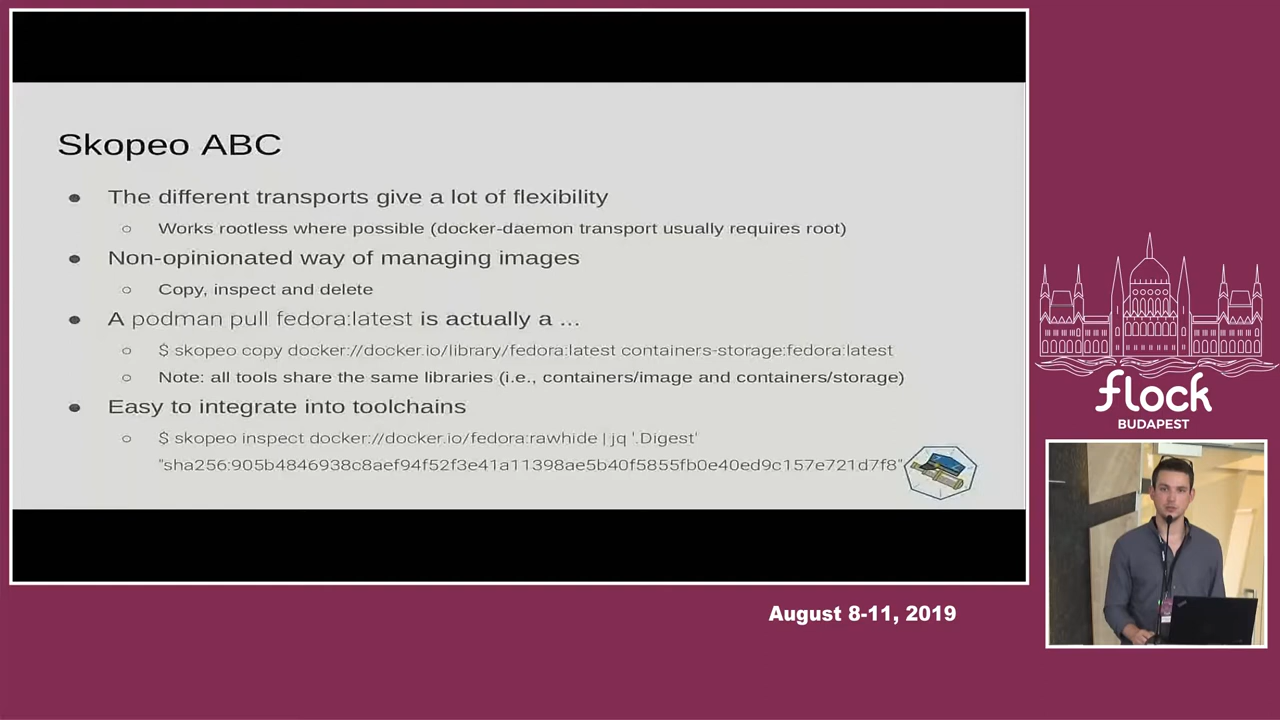 Skopeo ABC
● The different transports give a lot of flexibility
○ Works rootless where possible (docker-daemon transport usually requires root)
● Non-opinionated way of managing images
○ Copy, inspect and delete
● A podman pull fedora:latest is actually a ...
○ $ skopeo copy docker://docker.io/library/fedora:latest containers-storage:fedora:latest
○ Note: all tools share the same libraries (i.e., containers/image and containers/storage)
● Easy to integrate into toolchains
○ $ skopeo inspect docker://docker.io/fedora:rawhide | jq '.Digest'
"sha256:905b4846938c8aef94f52f3e41a11398ae5b40f5855fb0e40ed9c157e721d7f8"
flock
BUDAPEST
August 8-11, 2019